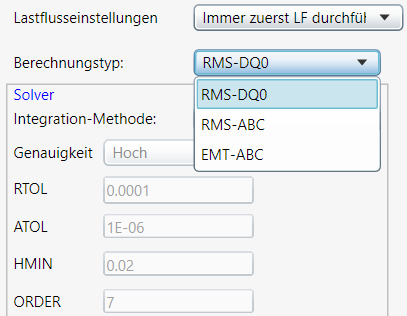 Lastflusseinstellungen Immer zuerst LF durchfüh
Berechnungstyp: RMS-DQ0
Solver RMS-DQ0
Integration-Methode: RMS-ABC
Genauigkeit Hoch EMT-ABC
RTOL 0.0001
ATOL 1E-06
HMIN 0.02
ORDER 7